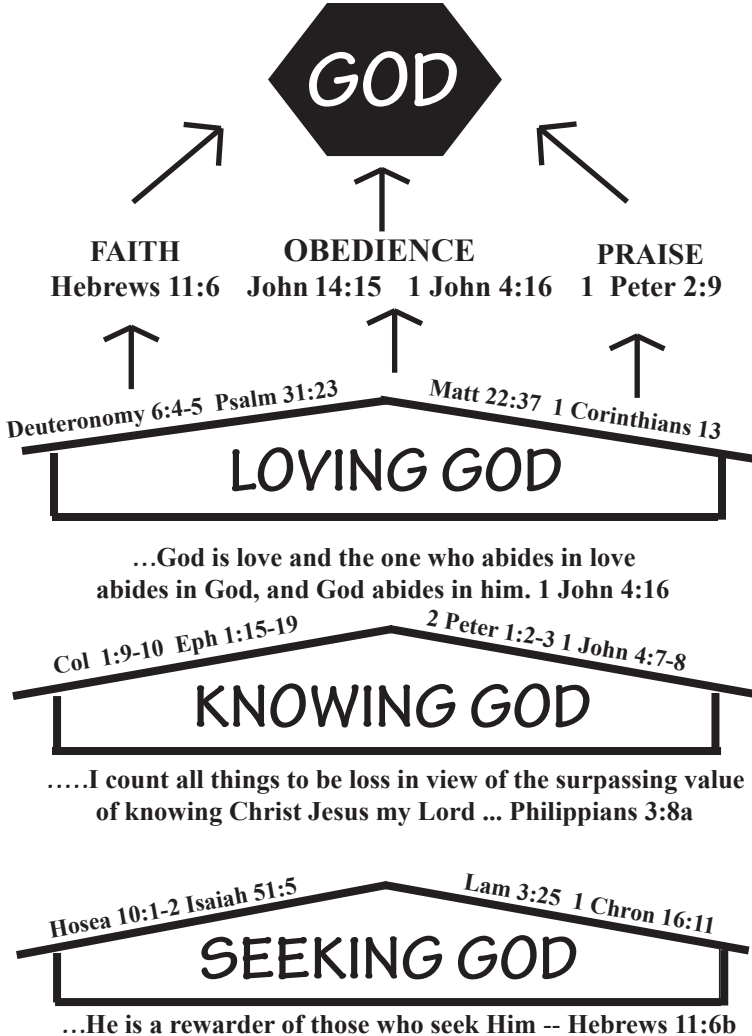 GOD
FAITH
Hebrews 11:6
OBEDIENCE
John 14:15 1 John 4:16
PRAISE
1 Peter 2:9
Deuteronomy 6:4-5 Psalm 31:23
Matt 22:37 1 Corinthians 13
LOVING GOD
...God is love and the one who abides in love
abides in God, and God abides in him. 1 John 4:16
Col 1:9-10 Eph 1:15-19
2 Peter 1:2-3 1 John 4:7-8
KNOWING GOD
.....I count all things to be loss in view of the surpassing value
of knowing Christ Jesus my Lord ... Philippians 3:8a
Hosea 10:1-2 Isaiah 51:5
Lam 3:25 1 Chron 16:11
SEEKING GOD
...He is a rewarder of those who seek Him -- Hebrews 11:6b